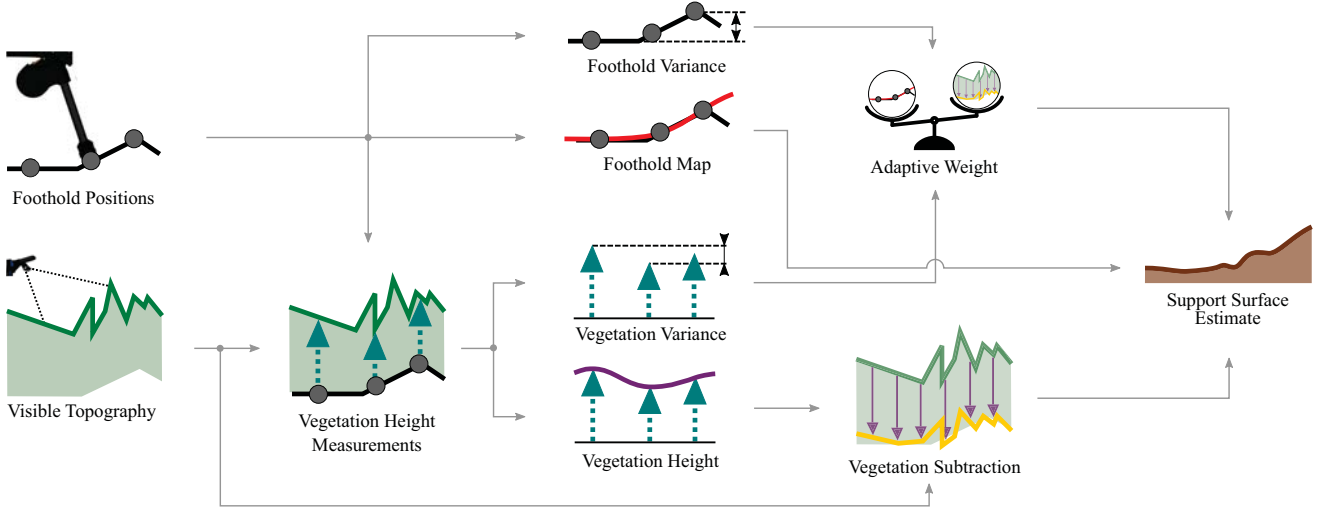 Foothold Variance
Foothold Positions
Foothold Map
Adaptive Weight
Visible Topography
Vegetation Height
Measurements
Vegetation Variance
Vegetation Height
Vegetation Subtraction
Support Surface
Estimate